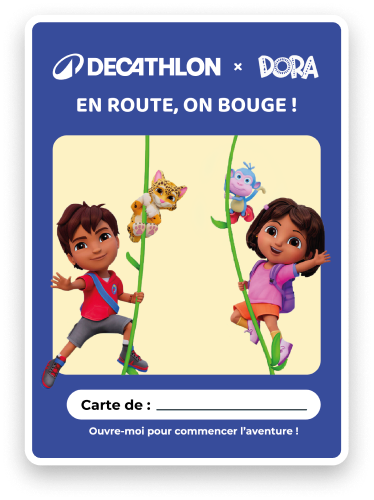 DECATHLON × DORA
EN ROUTE, ON BOUGE !
Carte de :
Ouvre-moi pour commencer l'aventure !